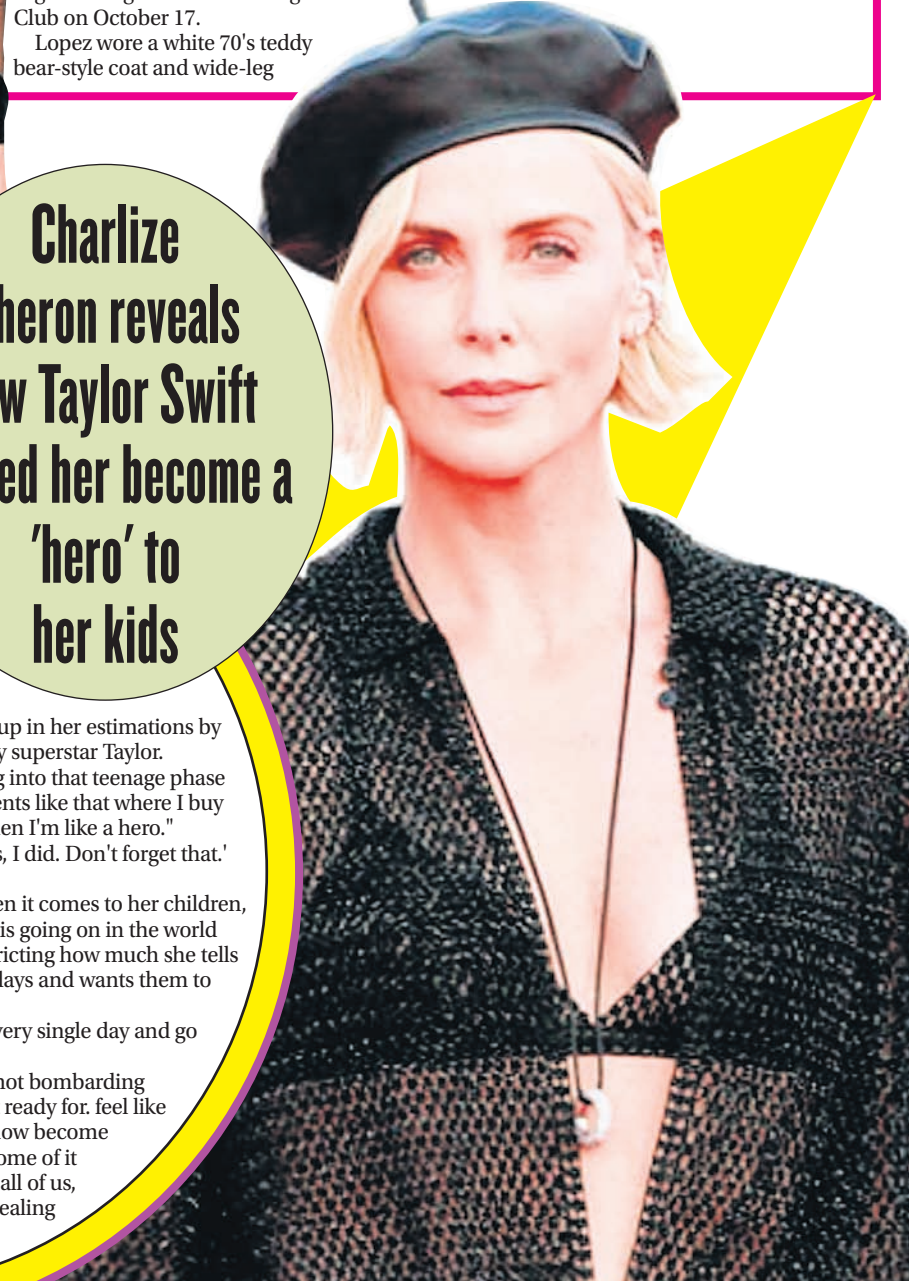 Club on October 17.
Lopez wore a white 70's teddy
bear-style coat and wide-leg
Charlize
heron reveals
w Taylor Swift
ed her become a
'hero' to
her kids
up in her estimations by
y superstar Taylor.
g into that teenage phase
ents like that where I buy
en I'm like a hero."
s, I did. Don't forget that.'
en it comes to her children,
is going on in the world
ricting how much she tells
lays and wants them to
very single day and go
not bombarding
ready for. feel like
ow become
ome of it
all of us,
ealing